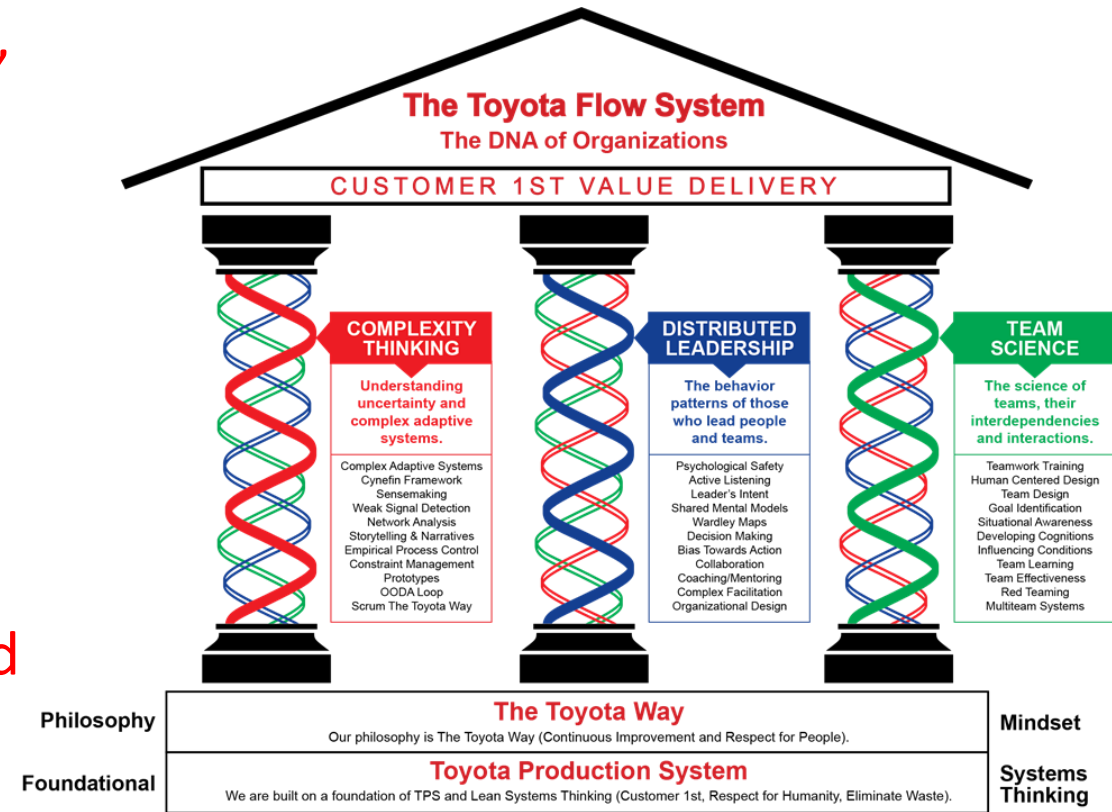 ,
The Toyota Flow System
The DNA of Organizations
CUSTOMER 1ST VALUE DELIVERY
COMPLEXITY
THINKING
Understanding
uncertainty and
complex adaptive
systems.
Complex Adaptive Systems
Cynefin Framework
Sensemaking
Weak Signal Detection
Network Analysis
Storytelling & Narratives
Empirical Process Control
Constraint Management
Prototypes
OODA Loop
Scrum The Toyota Way
DISTRIBUTED
LEADERSHIP
The behavior
patterns of those
who lead people
and teams.
Psychological Safety
Active Listening
Leader's Intent
Shared Mental Models
Wardley Maps
Decision Making
Bias Towards Action
Collaboration
Coaching/Mentoring
Complex Facilitation
Organizational Design
TEAM
SCIENCE
The science of
teams, their
interdependencies
and interactions.
Teamwork Training
Human Centered Design
Team Design
Goal Identification
Situational Awareness
Developing Cognitions
Influencing Conditions
Team Learning
Team Effectiveness
Red Teaming
Multiteam Systems
d
Philosophy
The Toyota Way
Our philosophy is The Toyota Way (Continuous Improvement and Respect for People).
Mindset
Foundational
Toyota Production System
We are built on a foundation of TPS and Lean Systems Thinking (Customer 1st, Respect for Humanity, Eliminate Waste).
Systems
Thinking